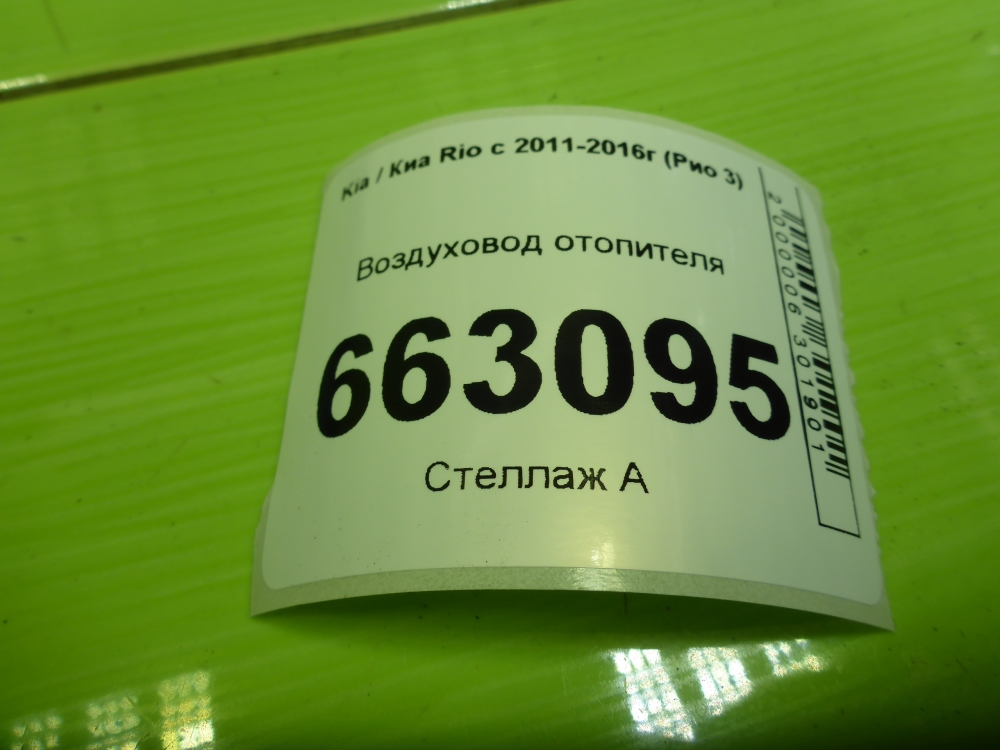 Kia / Киа Rio с 2011-2016г (Рио 3)
Воздуховод отопителя
663095
Стеллаж А
2000006301901